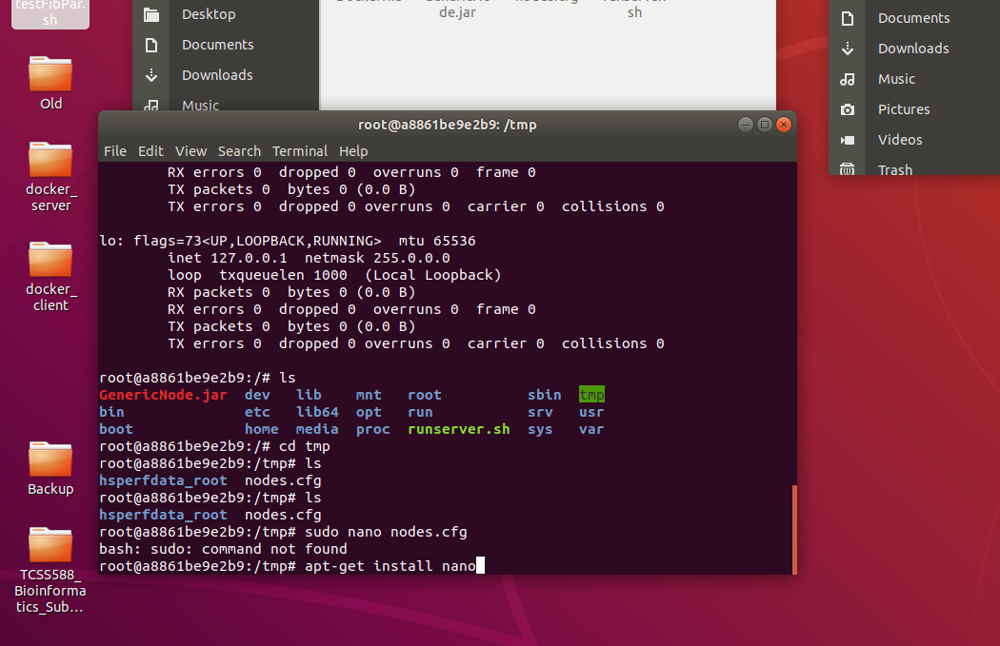 testFibPar.
sh
Old
docker_
server
docker_
client
Backup
TCSS588_
Bioinforma
tics_Sub...
Desktop
Documents
Downloads
Music
de.jar
sh
Documents
Downloads
Music
Pictures
Videos
Trash
root@a8861be9e2b9: /tmp
File Edit View Search Terminal Help
RX errors 0  dropped 0  overruns 0  frame 0
TX packets 0  bytes 0 (0.0 B)
TX errors 0  dropped 0 overruns 0  carrier 0  collisions 0
lo: flags=73<UP,LOOPBACK,RUNNING>  mtu 65536
inet 127.0.0.1  netmask 255.0.0.0
loop  txqueuelen 1000  (Local Loopback)
RX packets 0  bytes 0 (0.0 B)
RX errors 0  dropped 0  overruns 0  frame 0
TX packets 0  bytes 0 (0.0 B)
TX errors 0  dropped 0 overruns 0  carrier 0  collisions 0
root@a8861be9e2b9:/# ls
GenericNode.jar  dev   lib    mnt   root          sbin  tmp
bin              etc   lib64  opt   run           srv   usr
boot             home  media  proc  runserver.sh  sys   var
root@a8861be9e2b9:/# cd tmp
root@a8861be9e2b9:/tmp# ls
hsperfdata_root  nodes.cfg
root@a8861be9e2b9:/tmp# ls
hsperfdata_root  nodes.cfg
root@a8861be9e2b9:/tmp# sudo nano nodes.cfg
bash: sudo: command not found
root@a8861be9e2b9:/tmp# apt-get install nano